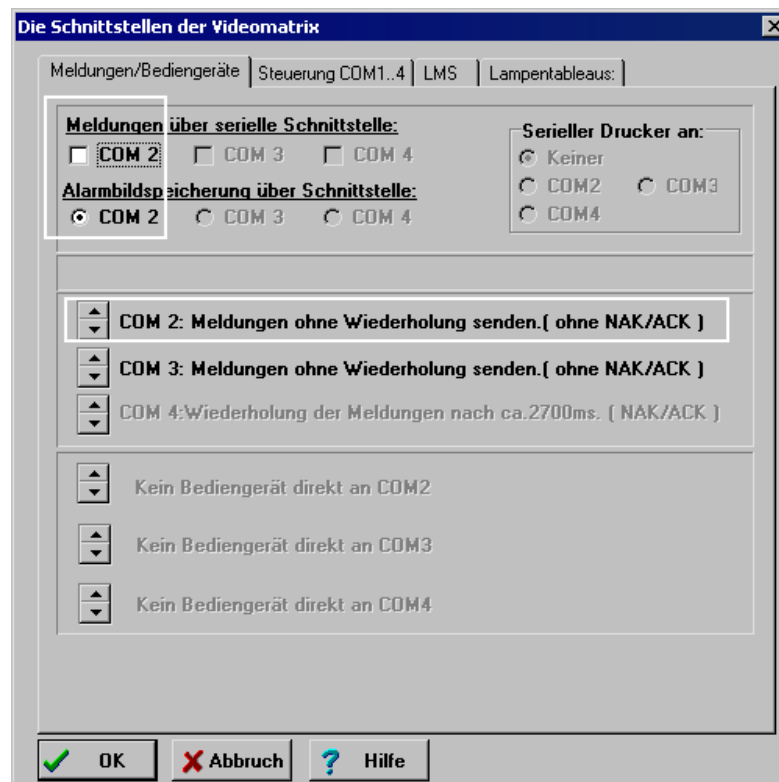 Die Schnittstellen der Videomatrix
Meldungen/Bediengeräte
Steuerung COM1..4
LMS
Lampentableaus:
Meldungen über serielle Schnittstelle:
COM 2 COM 3 COM 4
Alarmbildspeicherung über Schnittstelle:
COM 2 COM 3 COM 4
Serieller Drucker an:
Keiner
COM2 COM3
COM4
COM 2: Meldungen ohne Wiederholung senden.( ohne NAK/ACK )
COM 3: Meldungen ohne Wiederholung senden.( ohne NAK/ACK )
COM 4:Wiederholung der Meldungen nach ca.2700ms. ( NAK/ACK )
Kein Bediengerät direkt an COM2
Kein Bediengerät direkt an COM3
Kein Bediengerät direkt an COM4
OK
Abbruch
Hilfe